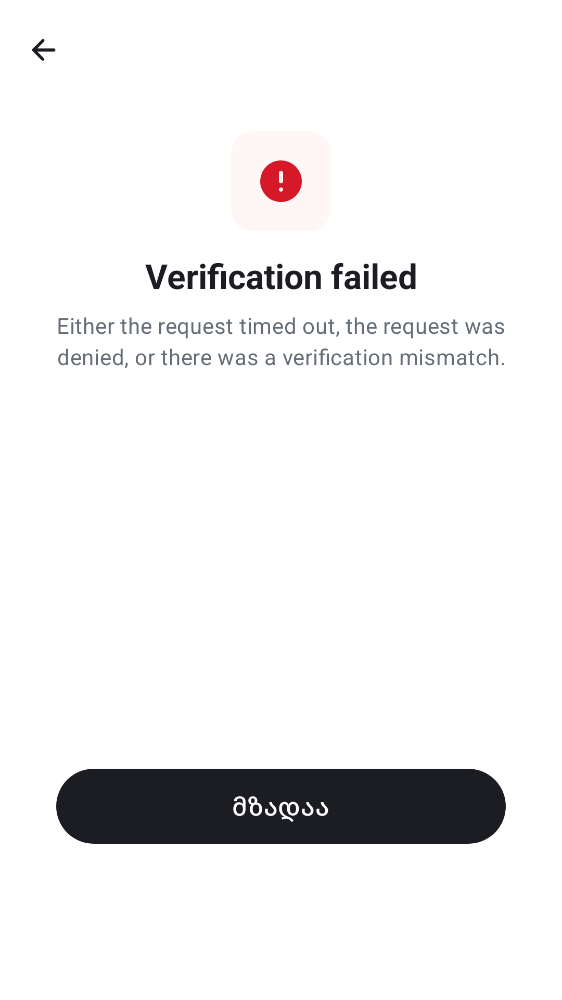 Verification failed
Either the request timed out, the request was
denied, or there was a verification mismatch.
მზადაა